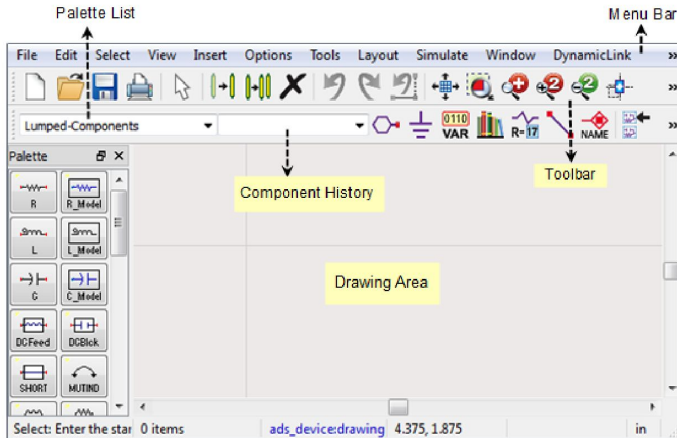 Palette List
Menu Bar
File Edit Select View Insert Options Tools Layout Simulate Window DynamicLink »
»
Lumped-Components
0110
VAR
R=17
NAME
»
Palette
Component History
Toolbar
R R_Model
L L_Model
C C_Model
Drawing Area
DCFeed DCBlck
SHORT MUTIND
Select: Enter the star 0 items ads_device:drawing 4.375, 1.875 in